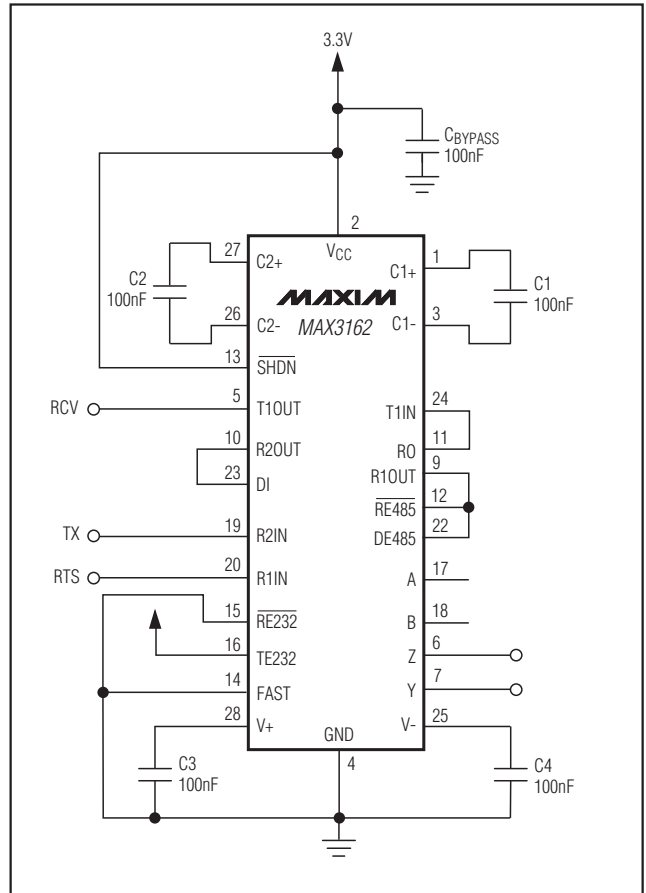 3.3V
CBYPASS
100nF
2
VCC
27
C2+
C2
100nF
26
C2-
1
C1+
C1
100nF
3
C1-
MAXIM
MAX3162
13
SHDN
RCV
5
T1OUT
10
R2OUT
23
DI
TX
19
R2IN
RTS
20
R1IN
15
RE232
16
TE232
14
FAST
28
V+
24
T1IN
11
RO
9
R1OUT
12
RE485
22
DE485
17
A
18
B
6
Z
7
Y
25
V-
GND
4
C3
100nF
C4
100nF